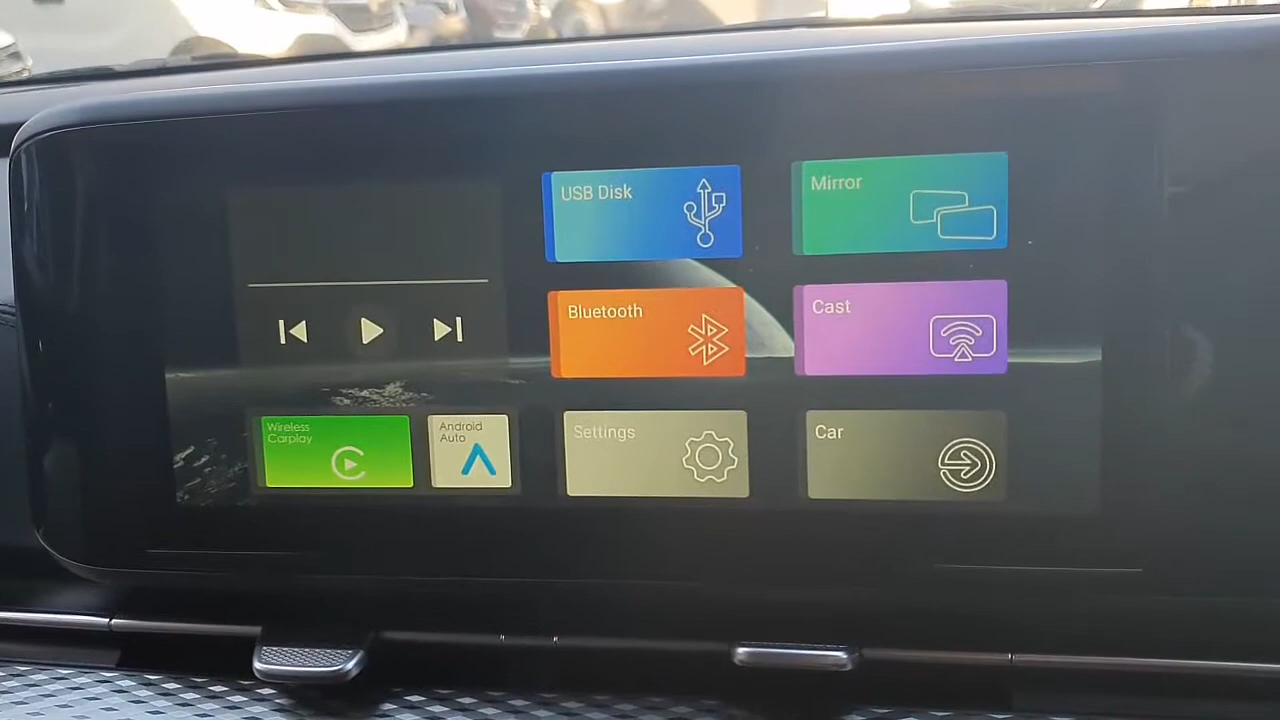 USB Disk
Mirror
Bluetooth
Cast
Wireless
Carplay
Android
Auto
Settings
Car